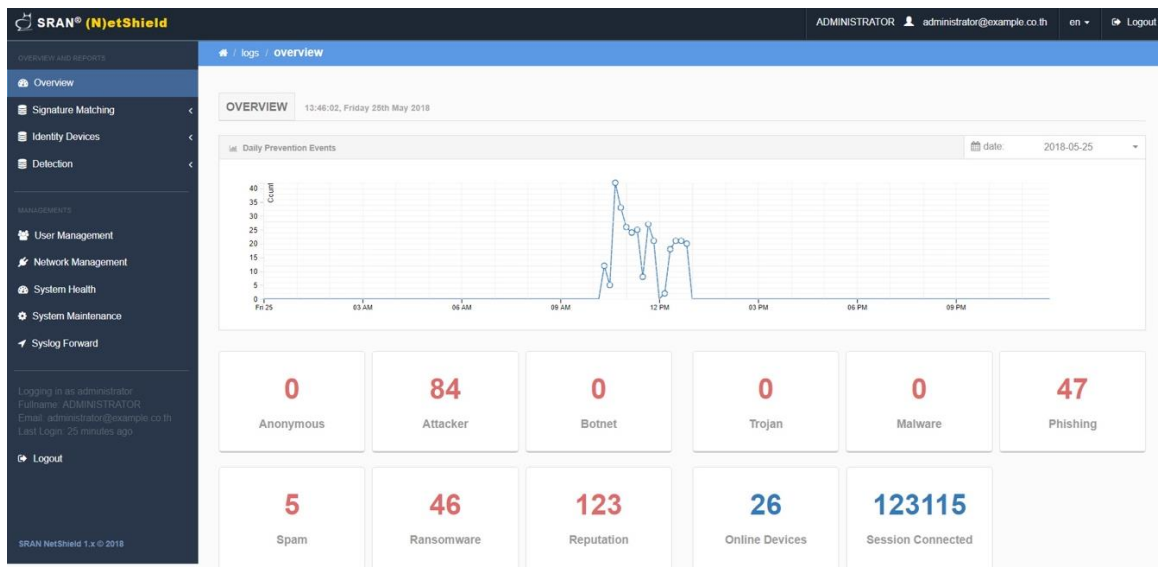 SRAN® (N)etShield
ADMINISTRATOR administrator@example.co.th en Logout
OVERVIEW AND REPORTS
Overview
Signature Matching
Identity Devices
Detection
MANAGEMENTS
User Management
Network Management
System Health
System Maintenance
Syslog Forward
Logging in as administrator
Fullname: ADMINISTRATOR
Email: administrator@example.co.th
Last Login: 25 minutes ago
Logout
SRAN NetShield 1.x © 2018
/ logs / overview
OVERVIEW 13:46:02, Friday 25th May 2018
Daily Prevention Events date: 2018-05-25
Count
40
35
30
25
20
15
10
5
0
Fri 25 03 AM 06 AM 09 AM 12 PM 03 PM 06 PM 09 PM
0 84 0 0 0 47
Anonymous Attacker Botnet Trojan Malware Phishing
5 46 123 26 123115
Spam Ransomware Reputation Online Devices Session Connected